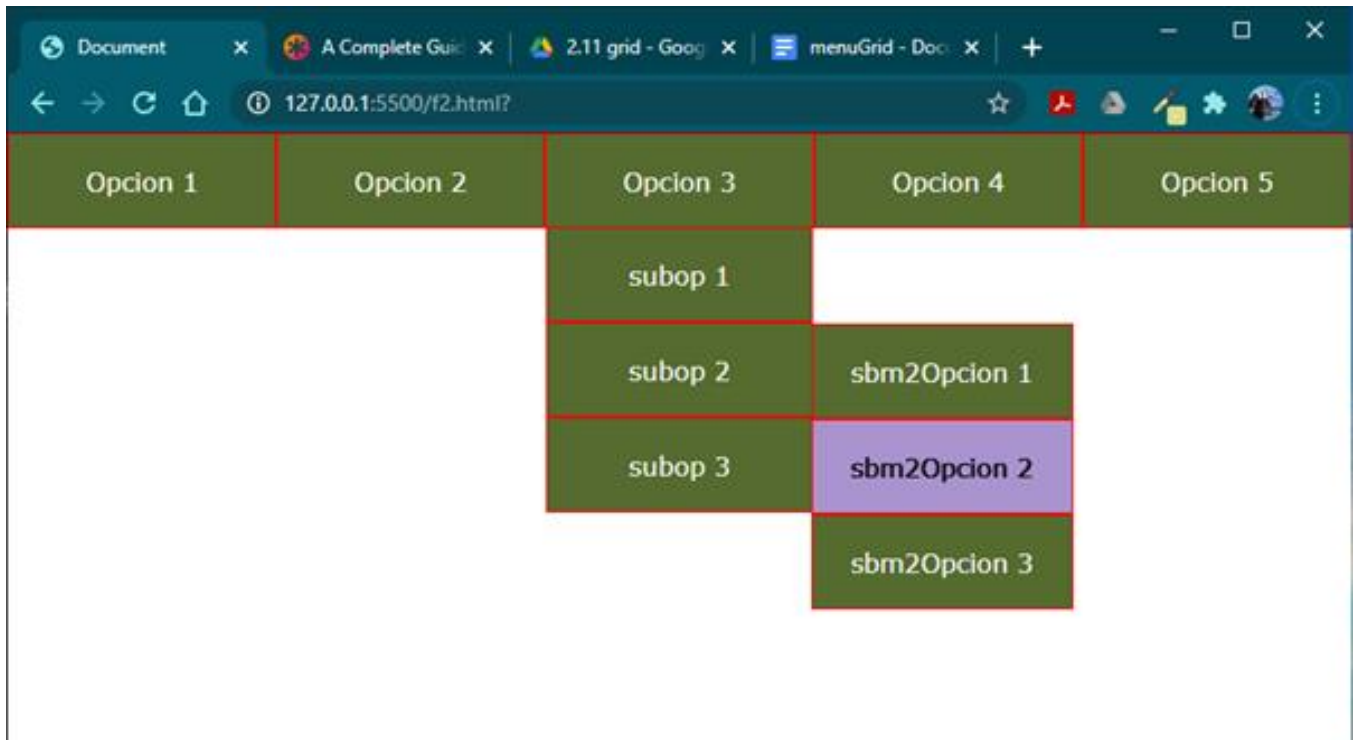 Document
A Complete Gui
2.11 grid - Goog
menuGrid - Doc
127.0.0.1:5500/f2.html?
Opcion 1
Opcion 2
Opcion 3
Opcion 4
Opcion 5
subop 1
subop 2
sbm2Opcion 1
subop 3
sbm2Opcion 2
sbm2Opcion 3